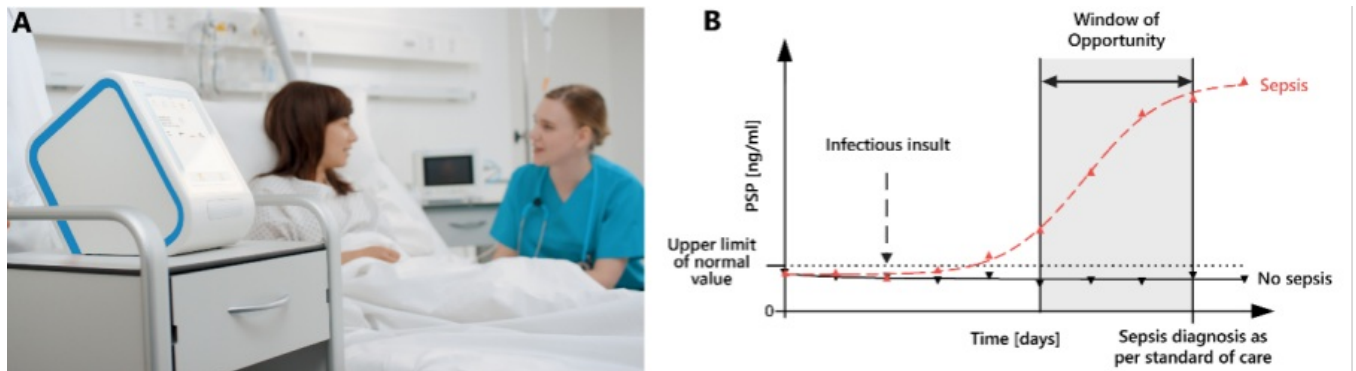 A
B
Window of
Opportunity
Sepsis
Infectious insult
PSP [ng/ml]
Upper limit
of normal
value
No sepsis
0
Time [days]
Sepsis diagnosis as
per standard of care